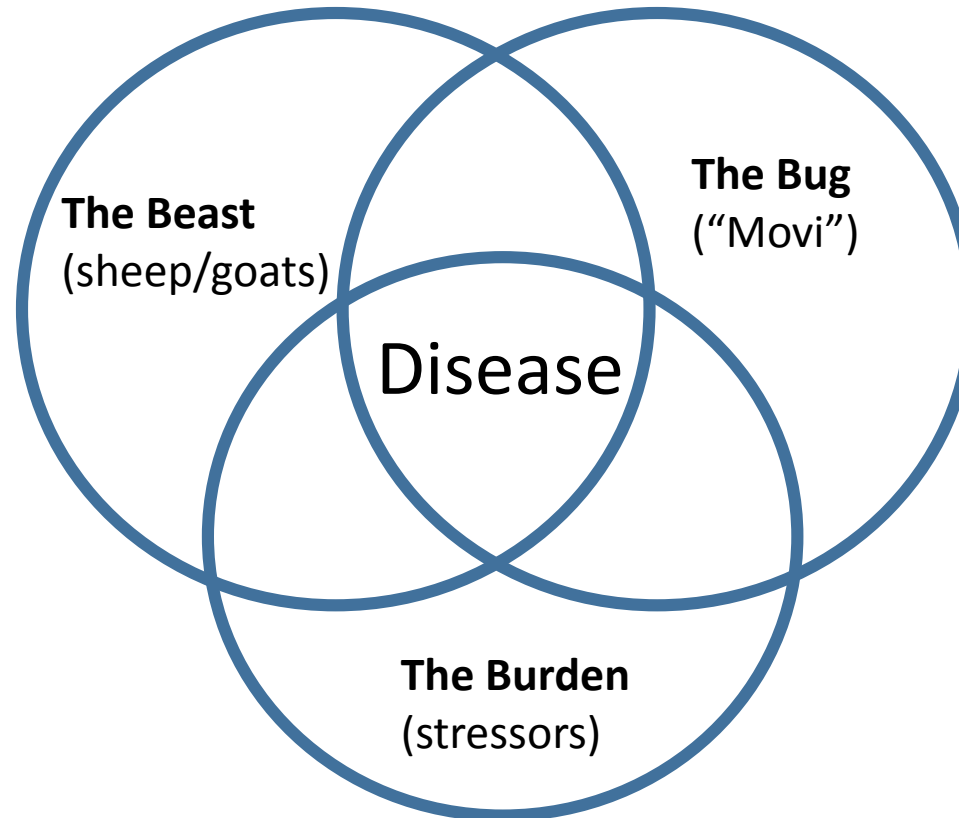 The Beast
(sheep/goats)
The Bug
(“Movi”)
Disease
The Burden
(stressors)